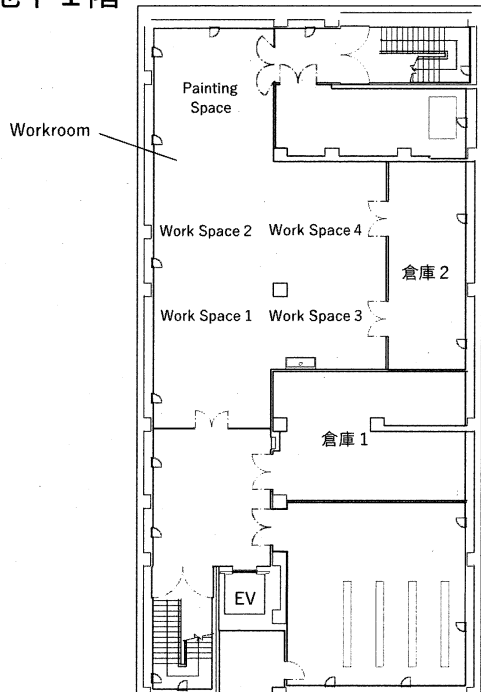 地下1階
Painting
Space
Workroom
Work Space 2
Work Space 4
倉庫 2
Work Space 1
Work Space 3
倉庫 1
EV